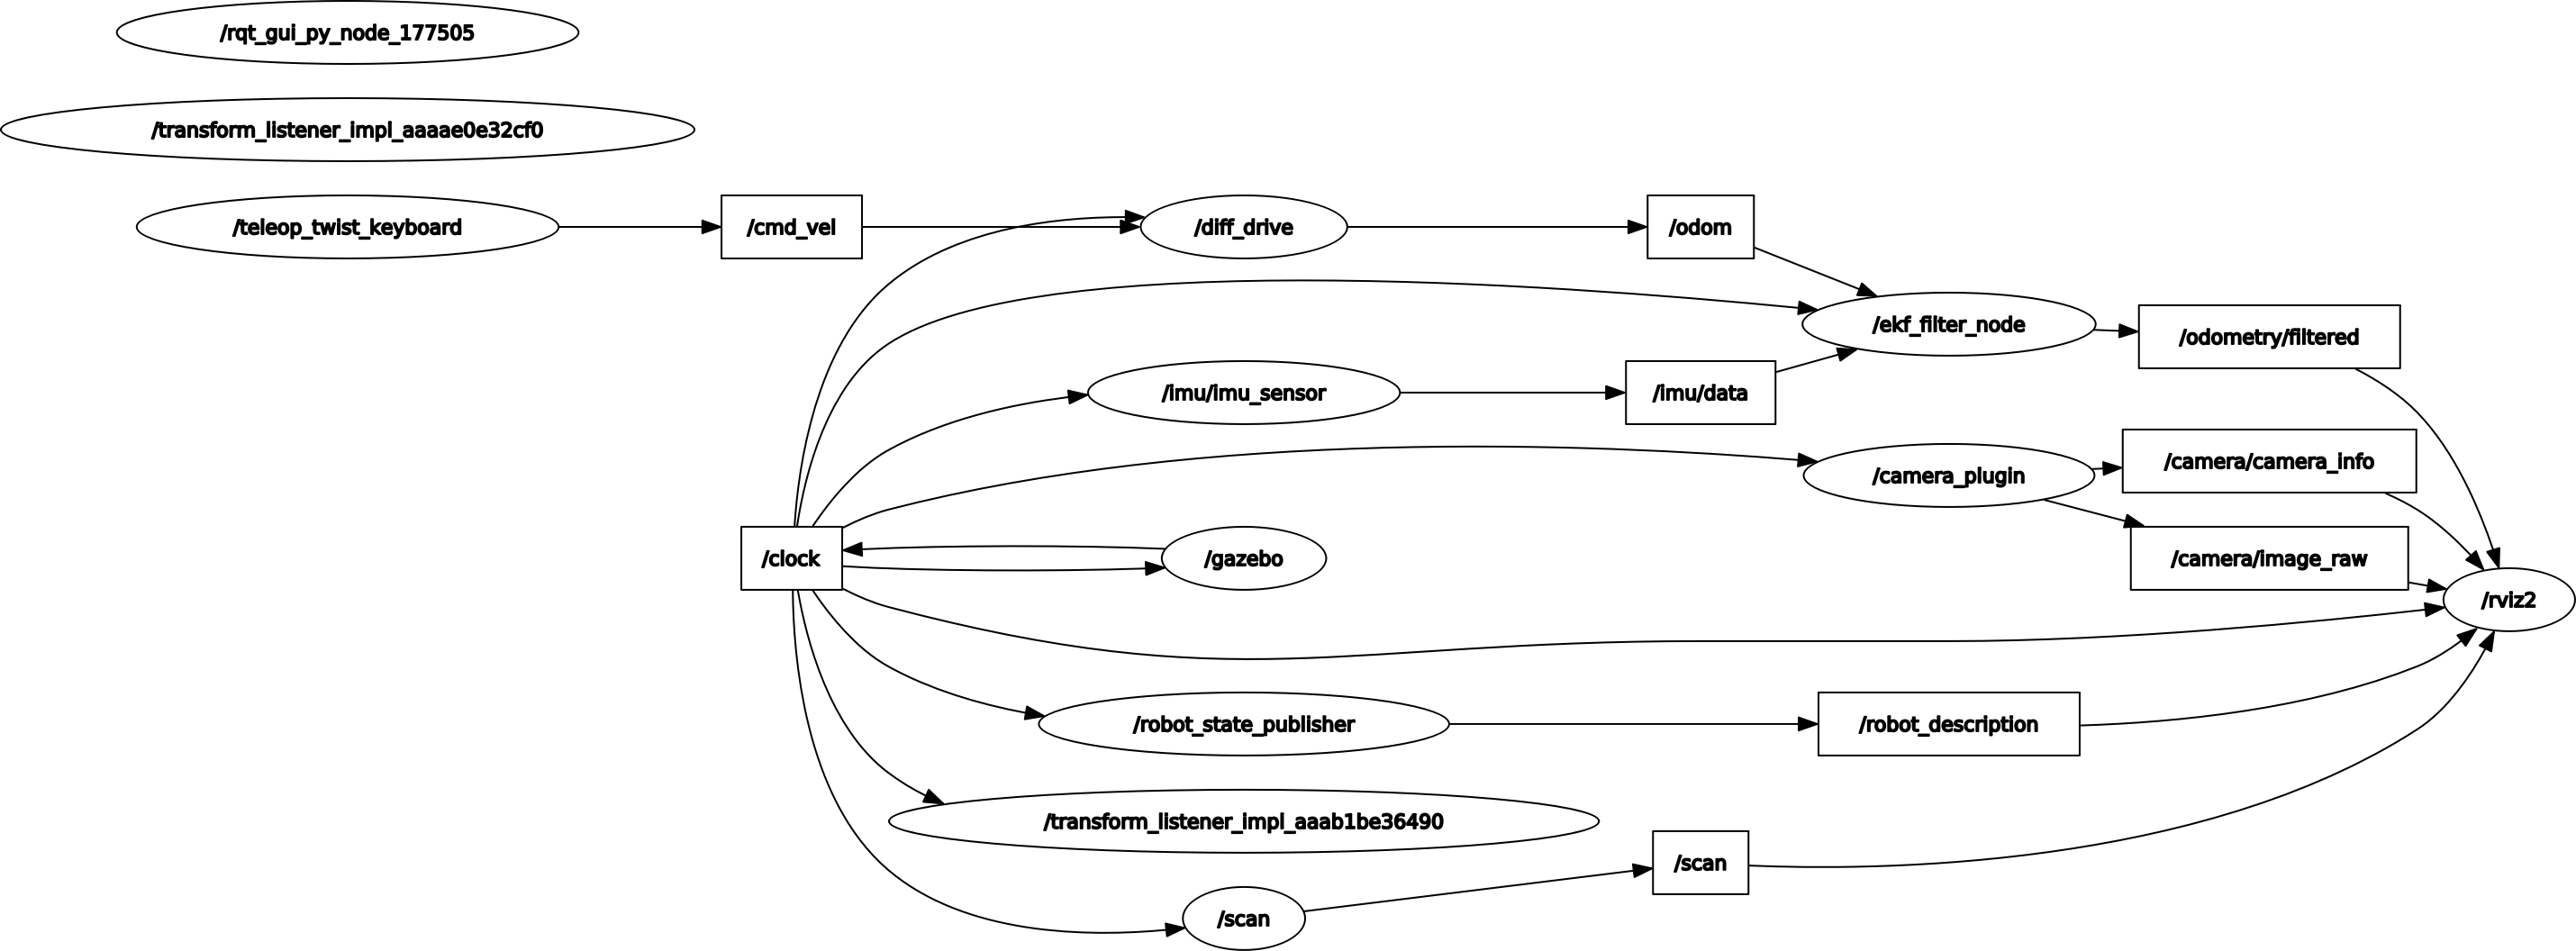 /rqt_gui_py_node_177505
/transform_listener_impl_aaaae0e32cf0
/teleop_twist_keyboard
/cmd_vel
/diff_drive
/odom
/ekf_filter_node
/odometry/filtered
/imu/imu_sensor
/imu/data
/camera_plugin
/camera/camera_info
/clock
/gazebo
/camera/image_raw
/rviz2
/robot_state_publisher
/robot_description
/transform_listener_impl_aaab1be36490
/scan
/scan